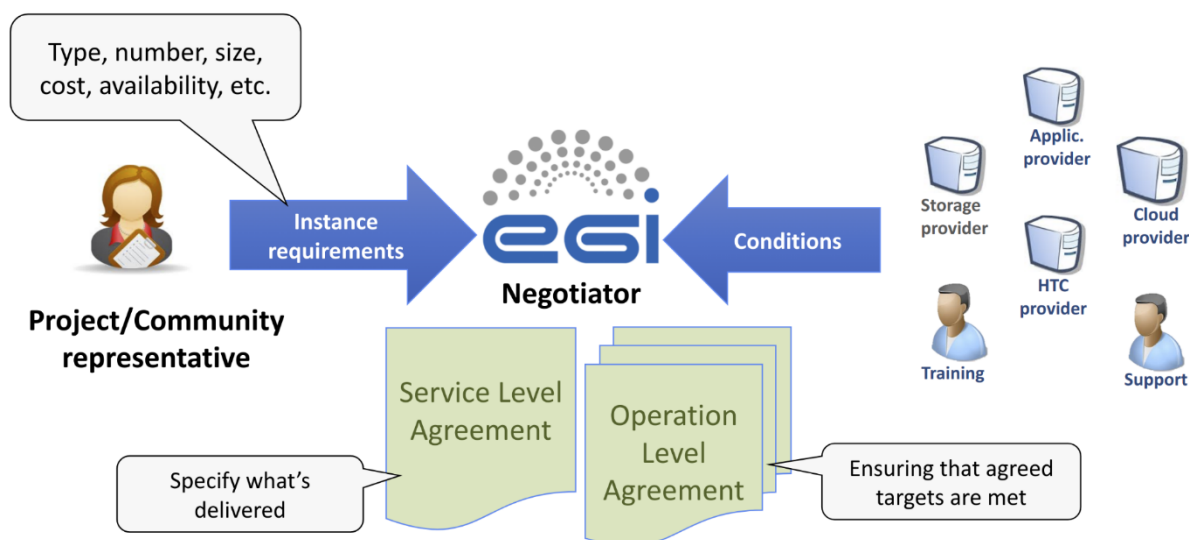 Type, number, size,
cost, availability, etc.
Applic.
provider
Storage
provider
Cloud
provider
Instance
requirements
egi
Conditions
Negotiator
HTC
provider
Project/Community
representative
Training
Support
Service Level
Agreement
Operation
Level
Agreement
Specify what’s
delivered
Ensuring that agreed
targets are met